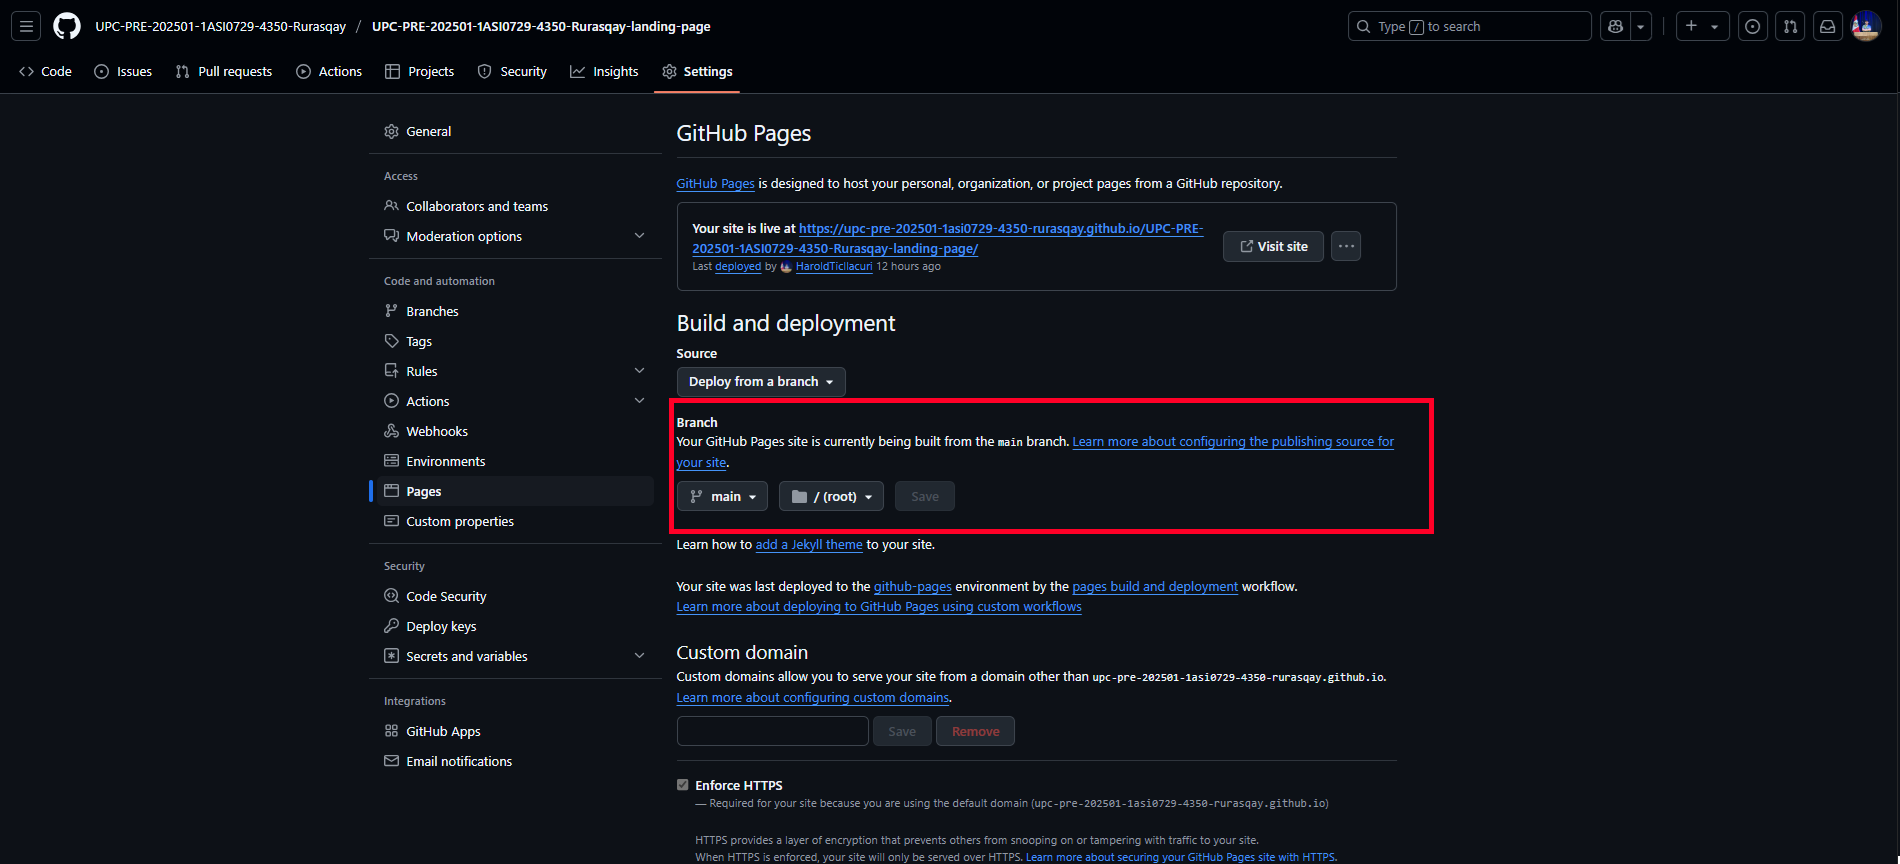 UPC-PRE-202501-1ASI0729-4350-Rurasqay / UPC-PRE-202501-1ASI0729-4350-Rurasqay-landing-page
Type / to search
Code Issues Pull requests Actions Projects Security Insights Settings
General
Access
Collaborators and teams
Moderation options
Code and automation
Branches
Tags
Rules
Actions
Webhooks
Environments
Pages
Custom properties
Security
Code Security
Deploy keys
Secrets and variables
Integrations
GitHub Apps
Email notifications
GitHub Pages
GitHub Pages is designed to host your personal, organization, or project pages from a GitHub repository.
Your site is live at https://upc-pre-202501-1asi0729-4350-rurasqay.github.io/UPC-PRE-
202501-1ASI0729-4350-Rurasqay-landing-page/
Last deployed by HaroldTicllacuri 12 hours ago
Visit site
Build and deployment
Source
Deploy from a branch
Branch
Your GitHub Pages site is currently being built from the main branch. Learn more about configuring the publishing source for
your site.
main / (root) Save
Learn how to add a Jekyll theme to your site.
Your site was last deployed to the github-pages environment by the pages build and deployment workflow.
Learn more about deploying to GitHub Pages using custom workflows
Custom domain
Custom domains allow you to serve your site from a domain other than upc-pre-202501-1asi0729-4350-rurasqay.github.io.
Learn more about configuring custom domains.
Save Remove
Enforce HTTPS
— Required for your site because you are using the default domain (upc-pre-202501-1asi0729-4350-rurasqay.github.io)
HTTPS provides a layer of encryption that prevents others from snooping on or tampering with traffic to your site.
When HTTPS is enforced, your site will only be served over HTTPS. Learn more about securing your GitHub Pages site with HTTPS.